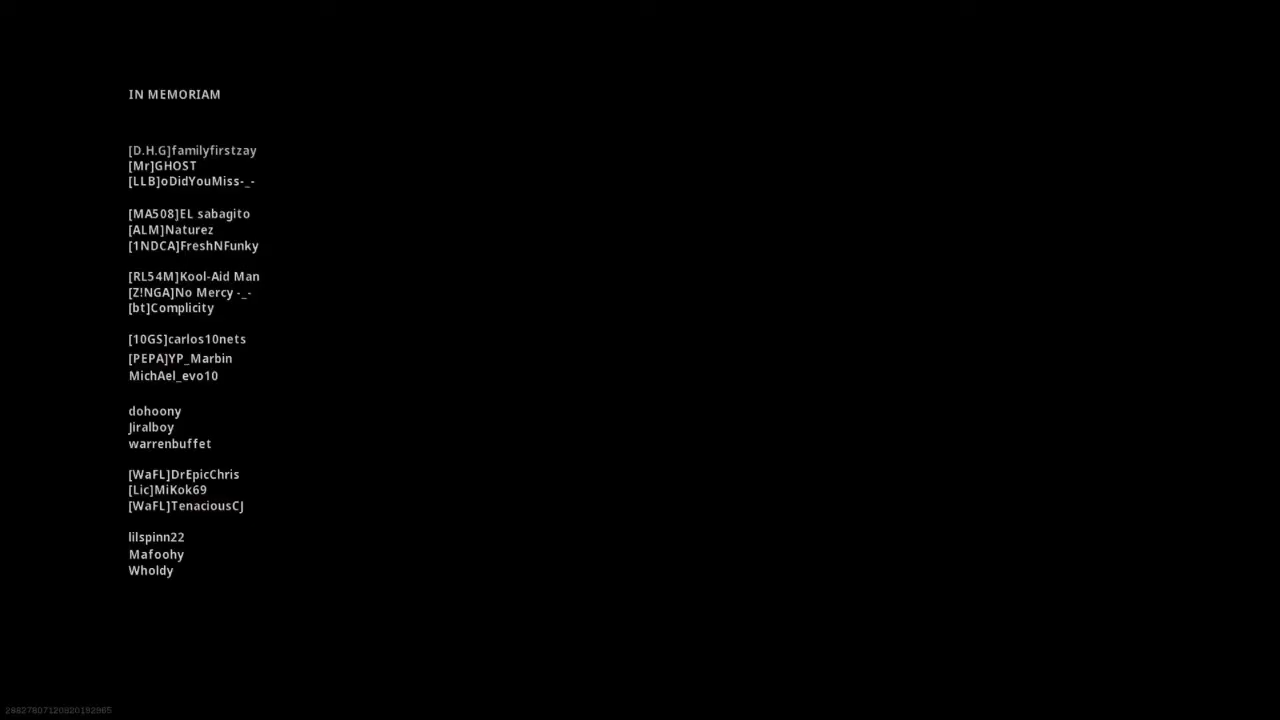 IN MEMORIAM
[D.H.G]familyfirstzay
[Mr]GHOST
[LLB]oDidYouMiss-_-
[MA508]EL sabagito
[ALM]Naturez
[1NDCA]FreshNFunky
[RL54M]Kool-Aid Man
[Z!NGA]No Mercy -_-
[bt]Complicity
[10GS]carlos10nets
[PEPA]YP_Marbin
MichAel_evo10
dohoony
Jiralboy
warrenbuffet
[WaFL]DrEpicChris
[Lic]MiKok69
[WaFL]TenaciousCJ
lilspinn22
Mafoohy
Wholdy